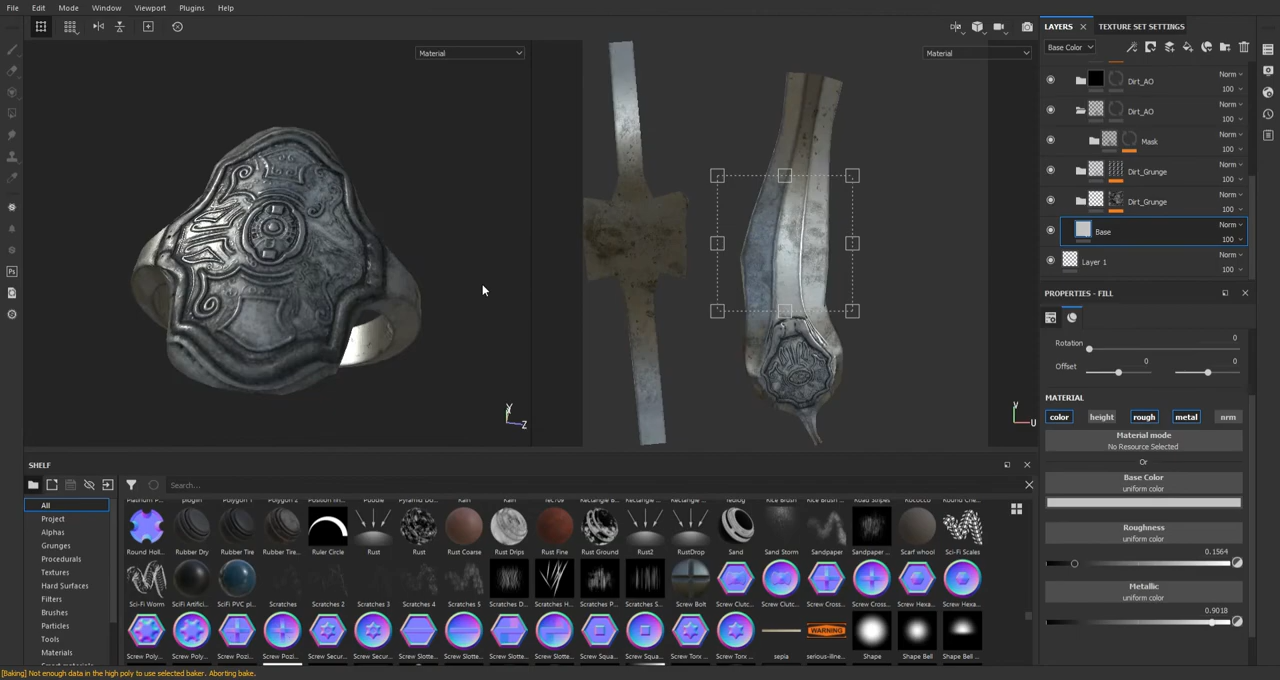 File Edit Mode Window Viewport Plugins Help
Material
Material
LAYERS TEXTURE SET SETTINGS
Base Color
Norm
100
Dirt_AO
Norm
100
Dirt_AO
Norm
100
Mask
Norm
100
Dirt_Grunge
Norm
100
Dirt_Grunge
Norm
100
Base
Norm
100
Layer 1
Norm
100
PROPERTIES - FILL
Rotation 0
Offset 0 0
MATERIAL
color height rough metal nrm
Material mode
No Resource Selected
Or
Base Color
uniform color
Roughness
uniform color
0.1564
Metallic
uniform color
0.9018
Y
Z
V
U
Ps
SHELF
Search...
All
Project
Alphas
Grunges
Procedurals
Textures
Hard Surfaces
Filters
Brushes
Particles
Tools
Materials
Round Holl... Rubber Dry Rubber Tire Rubber Tire... Ruler Circle Rust Rust Rust Coarse Rust Drips Rust Fine Rust Ground Rust2 RustDrop Sand Sand Storm Sandpaper Sandpaper ... Scarf wool Sci-Fi Scales
Sci-Fi Worm SciFi Artifici... SciFi PVC pi... Scratches Scratches 2 Scratches 3 Scratches 4 Scratches 5 Scratches D... Scratches H... Scratches P... Scratches S... Screw Bolt Screw Clutc... Screw Clutc... Screw Cross... Screw Cross... Screw Hexa... Screw Hexa...
WARNING
Screw Poly... Screw Poly... Screw Pozi... Screw Pozi... Screw Secur... Screw Secur... Screw Slotte... Screw Slotte... Screw Slotte... Screw Squa... Screw Squa... Screw Torx ... Screw Torx ... sepia serious-illne... Shape Shape Bell Shape Bell ...
[Baking] Not enough data in the high poly to use selected baker. Aborting bake.